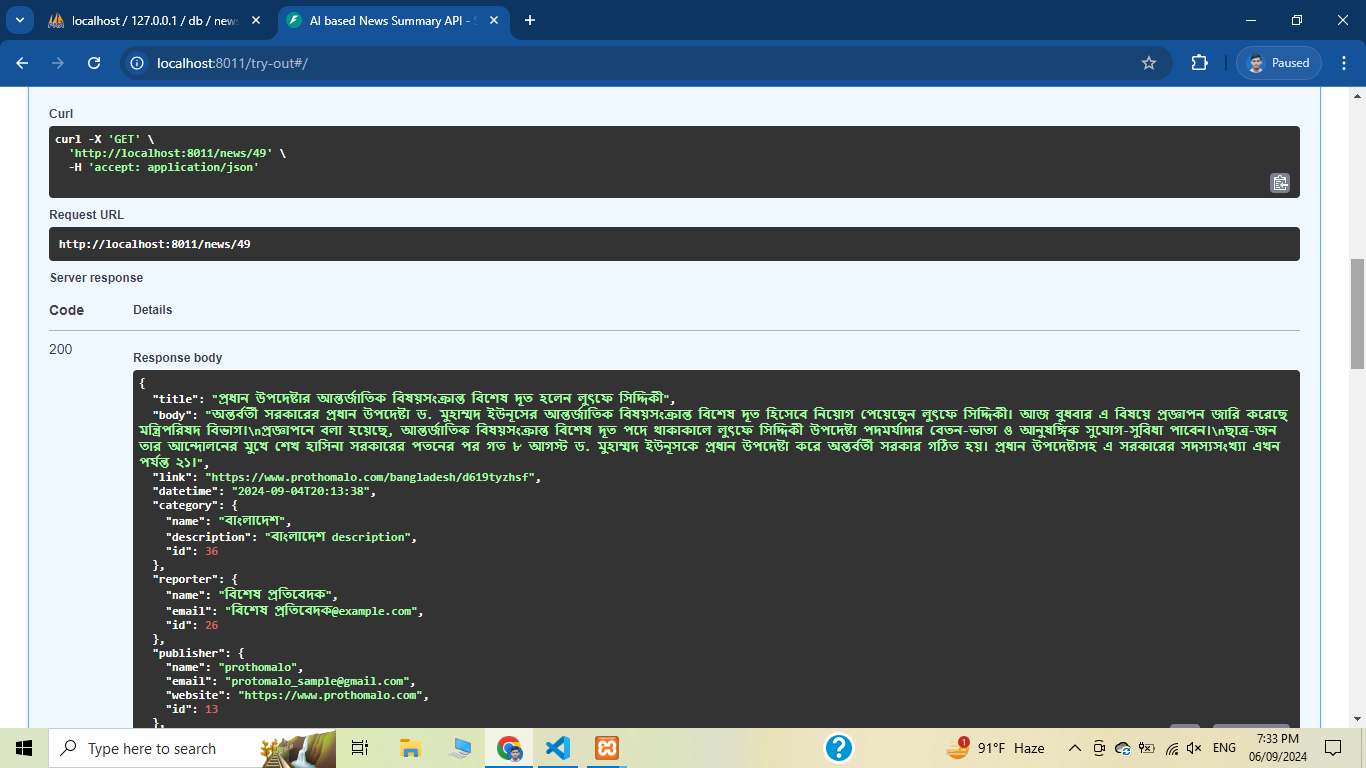 localhost / 127.0.0.1 / db / news
AI based News Summary API - S
localhost:8011/try-out#/
Paused
Curl
curl -X 'GET' \
'http://localhost:8011/news/49' \
-H 'accept: application/json'
Request URL
http://localhost:8011/news/49
Server response
Code Details
200
Response body
{
"title": "প্রধান উপদেষ্টার আন্তর্জাতিক বিষয়সংক্রান্ত বিশেষ দূত হলেন লুৎফে সিদ্দিকী",
"body": "অন্তর্বর্তী সরকারের প্রধান উপদেষ্টা ড. মুহাম্মদ ইউনূসের আন্তর্জাতিক বিষয়সংক্রান্ত বিশেষ দূত হিসেবে নিয়োগ পেয়েছেন লুৎফে সিদ্দিকী। আজ বুধবার এ বিষয়ে প্রজ্ঞাপন জারি করেছে
মন্ত্রিপরিষদ বিভাগ।\nপ্রজ্ঞাপনে বলা হয়েছে, আন্তর্জাতিক বিষয়সংক্রান্ত বিশেষ দূত পদে থাকাকালে লুৎফে সিদ্দিকী উপদেষ্টা পদমর্যাদার বেতন-ভাতা ও আনুষঙ্গিক সুযোগ-সুবিধা পাবেন।\nছাত্র-জন
তার আন্দোলনের মুখে শেখ হাসিনা সরকারের পতনের পর গত ৮ আগস্ট ড. মুহাম্মদ ইউনূসকে প্রধান উপদেষ্টা করে অন্তর্বর্তী সরকার গঠিত হয়। প্রধান উপদেষ্টাসহ এ সরকারের সদস্যসংখ্যা এখন
পর্যন্ত ২১।",
"link": "https://www.prothomalo.com/bangladesh/d619tyzhsf",
"datetime": "2024-09-04T20:13:38",
"category": {
"name": "বাংলাদেশ",
"description": "বাংলাদেশ description",
"id": 36
},
"reporter": {
"name": "বিশেষ প্রতিবেদক",
"email": "বিশেষ প্রতিবেদক@example.com",
"id": 26
},
"publisher": {
"name": "prothomalo",
"email": "protomalo_sample@gmail.com",
"website": "https://www.prothomalo.com",
"id": 13
},
Type here to search
1
91°F Haze
ENG
7:33 PM
06/09/2024